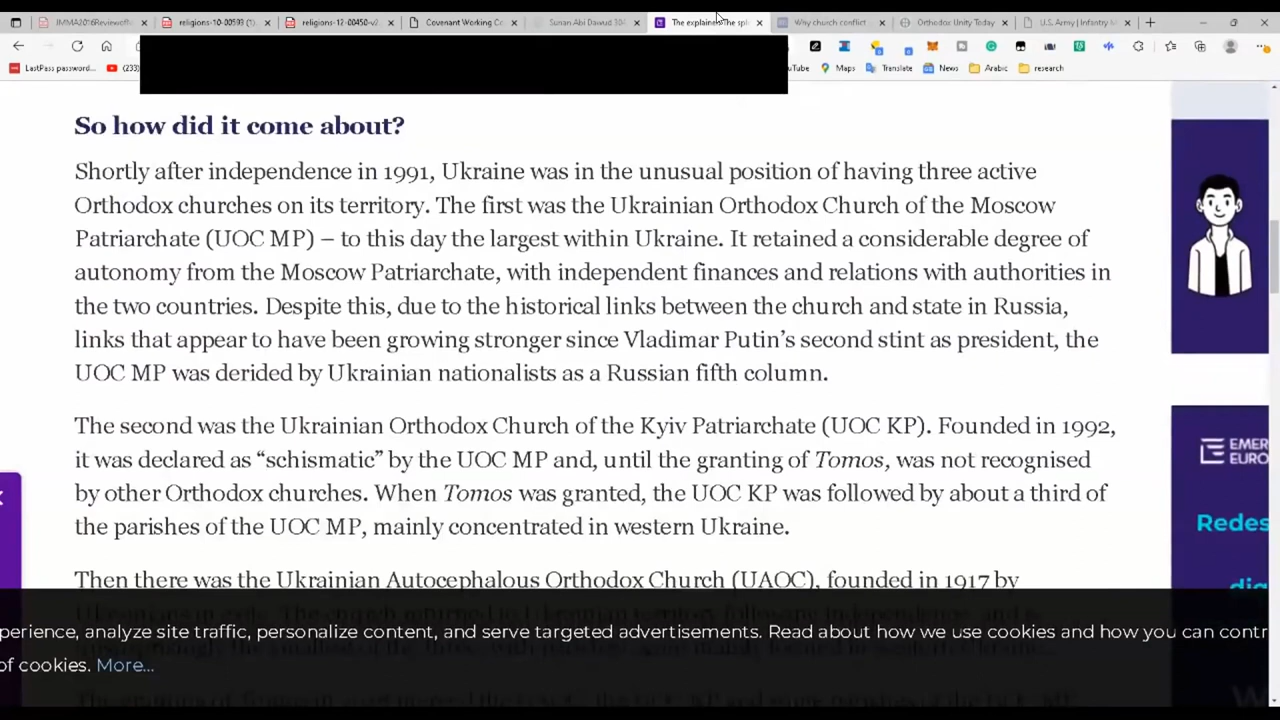 JMMA2016Reviewofh
religions-10-00593 (1).
religions-12-00450-v2.
Covenant Working Co
Sunan Abi Dawud 304
The explainer: The spl
Why church conflict
Orthodox Unity Today
U.S. Army | Infantry M
LastPass password...
(233)
uTube
Maps
Translate
News
Arabic
research
So how did it come about?
Shortly after independence in 1991, Ukraine was in the unusual position of having three active
Orthodox churches on its territory. The first was the Ukrainian Orthodox Church of the Moscow
Patriarchate (UOC MP) – to this day the largest within Ukraine. It retained a considerable degree of
autonomy from the Moscow Patriarchate, with independent finances and relations with authorities in
the two countries. Despite this, due to the historical links between the church and state in Russia,
links that appear to have been growing stronger since Vladimar Putin’s second stint as president, the
UOC MP was derided by Ukrainian nationalists as a Russian fifth column.
The second was the Ukrainian Orthodox Church of the Kyiv Patriarchate (UOC KP). Founded in 1992,
it was declared as “schismatic” by the UOC MP and, until the granting of Tomos, was not recognised
by other Orthodox churches. When Tomos was granted, the UOC KP was followed by about a third of
the parishes of the UOC MP, mainly concentrated in western Ukraine.
Then there was the Ukrainian Autocephalous Orthodox Church (UAOC), founded in 1917 by
perience, analyze site traffic, personalize content, and serve targeted advertisements. Read about how we use cookies and how you can contr
of cookies. More...
EMER
EURO
Redes
dig